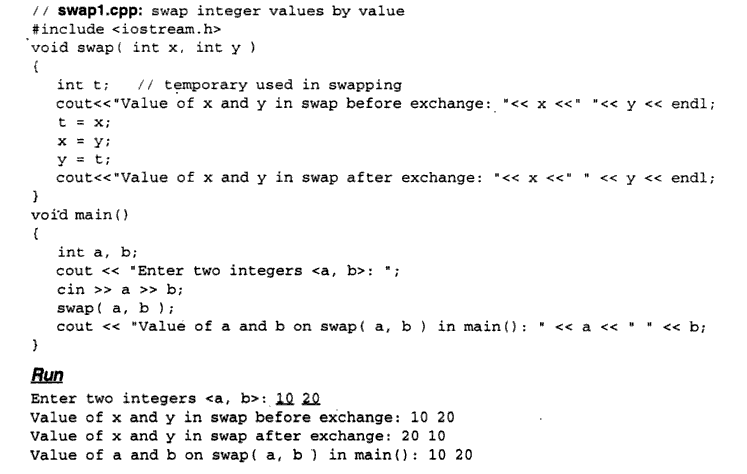 // swap1.cpp: swap integer values by value
#include <iostream.h>
void swap( int x, int y )
{
int t; // temporary used in swapping
cout<<"Value of x and y in swap before exchange: "<< x <<" "<< y << endl;
t = x;
x = y;
y = t;
cout<<"Value of x and y in swap after exchange: "<< x <<" " << y << endl;
}
void main()
{
int a, b;
cout << "Enter two integers <a, b>: ";
cin >> a >> b;
swap( a, b );
cout << "Value of a and b on swap( a, b ) in main(): " << a << " " << b;
}
Run
Enter two integers <a, b>: 10 20
Value of x and y in swap before exchange: 10 20
Value of x and y in swap after exchange: 20 10
Value of a and b on swap( a, b ) in main(): 10 20